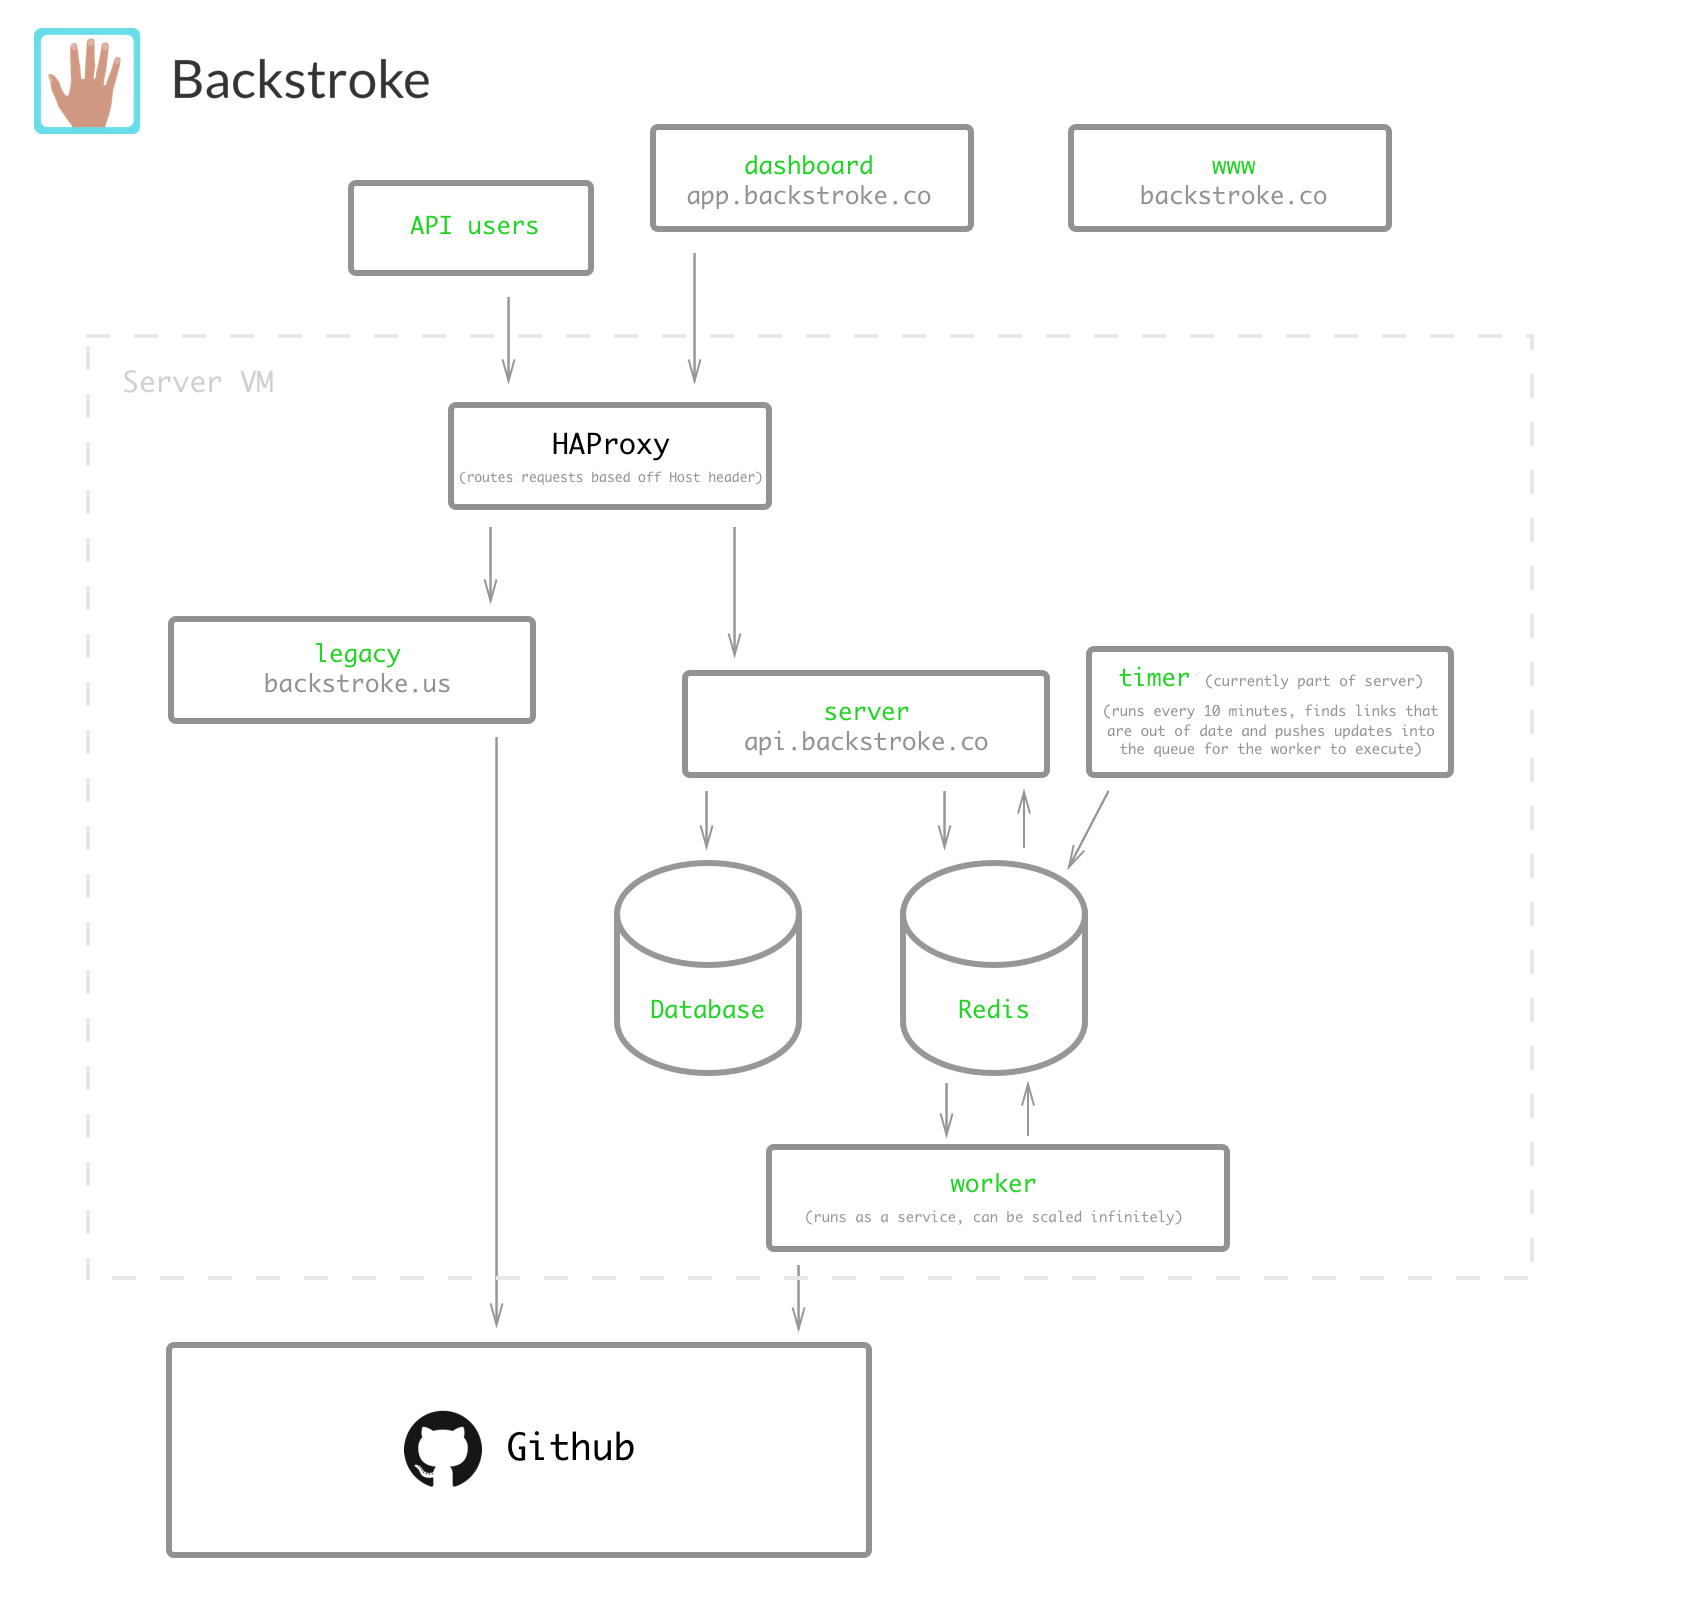 Backstroke
dashboard
app.backstroke.co
www
backstroke.co
API users
Server VM
HAProxy
(routes requests based off Host header)
legacy
backstroke.us
server
api.backstroke.co
timer (currently part of server)
(runs every 10 minutes, finds links that
are out of date and pushes updates into
the queue for the worker to execute)
Database
Redis
worker
(runs as a service, can be scaled infinitely)
Github